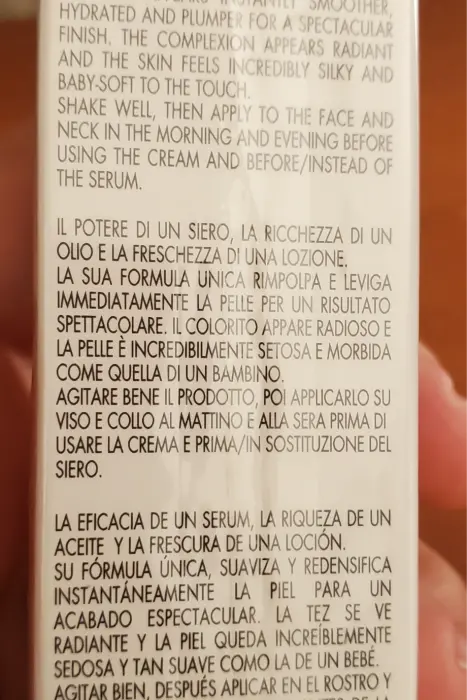 INSTANTLY SMOOTHER,
HYDRATED AND PLUMPER FOR A SPECTACULAR
FINISH. THE COMPLEXION APPEARS RADIANT
AND THE SKIN FEELS INCREDIBLY SILKY AND
BABY-SOFT TO THE TOUCH.
SHAKE WELL, THEN APPLY TO THE FACE AND
NECK IN THE MORNING AND EVENING BEFORE
USING THE CREAM AND BEFORE/INSTEAD OF
THE SERUM.
IL POTERE DI UN SIERO, LA RICCHEZZA DI UN
OLIO E LA FRESCHEZZA DI UNA LOZIONE.
LA SUA FORMULA UNICA RIMPOLPA E LEVIGA
IMMEDIATAMENTE LA PELLE PER UN RISULTATO
SPETTACOLARE. IL COLORITO APPARE RADIOSO E
LA PELLE È INCREDIBILMENTE SETOSA E MORBIDA
COME QUELLA DI UN BAMBINO.
AGITARE BENE IL PRODOTTO, POI APPLICARLO SU
VISO E COLLO AL MATTINO E ALLA SERA PRIMA DI
USARE LA CREMA E PRIMA/IN SOSTITUZIONE DEL
SIERO.
LA EFICACIA DE UN SERUM, LA RIQUEZA DE UN
ACEITE Y LA FRESCURA DE UNA LOCIÓN.
SU FÓRMULA ÚNICA, SUAVIZA Y REDENSIFICA
INSTANTÁNEAMENTE LA PIEL PARA UN
ACABADO ESPECTACULAR. LA TEZ SE VE
RADIANTE Y LA PIEL QUEDA INCREÍBLEMENTE
SEDOSA Y TAN SUAVE COMO LA DE UN BEBÉ.
AGITAR BIEN, DESPUÉS APLICAR EN EL ROSTRO Y